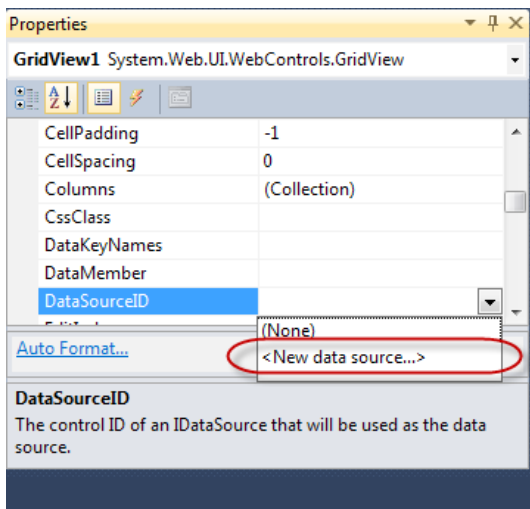 Properties
GridView1 System.Web.UI.WebControls.GridView
CellPadding -1
CellSpacing 0
Columns (Collection)
CssClass
DataKeyNames
DataMember
DataSourceID
(None)
Auto Format...
<New data source...>
DataSourceID
The control ID of an IDataSource that will be used as the data
source.